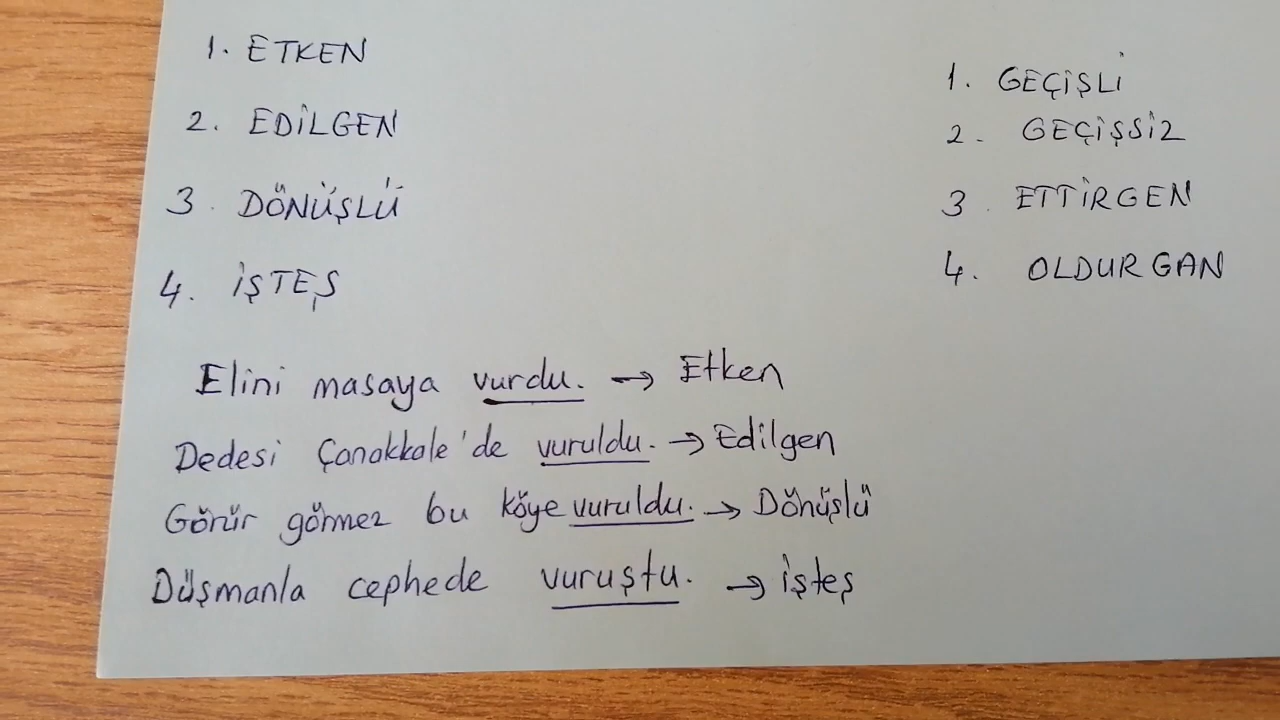 1. ETKEN
2. EDİLGEN
3. DÖNÜŞLÜ
4. İŞTEŞ
1. GEÇİŞLİ
2. GEÇİŞSİZ
3. ETTİRGEN
4. OLDURGAN
Elini masaya vurdu. → Etken
Dedesi Çanakkale'de vuruldu. → Edilgen
Görür görmez bu köye vuruldu. → Dönüşlü
Düşmanla cephede vuruştu. → işteş